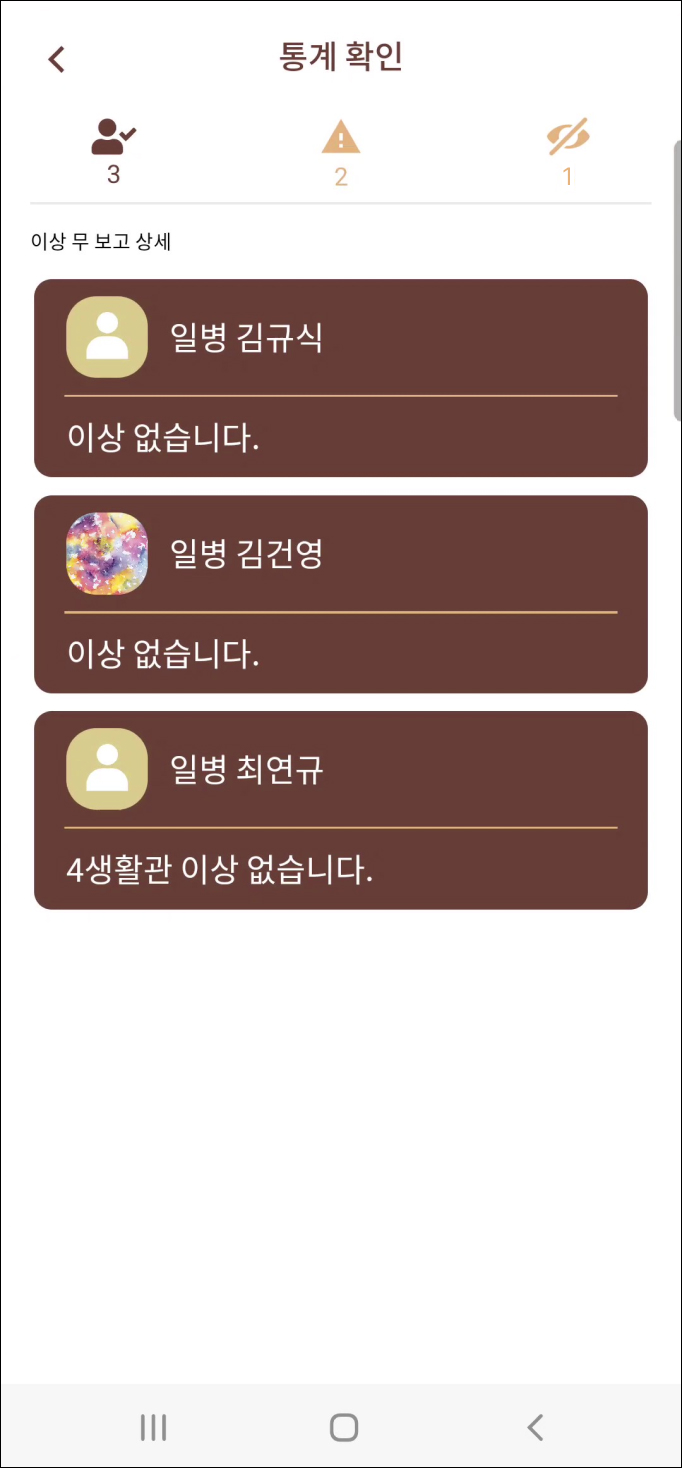 통계 확인
3
2
1
이상 무 보고 상세
일병 김규식
이상 없습니다.
일병 김건영
이상 없습니다.
일병 최연규
4생활관 이상 없습니다.